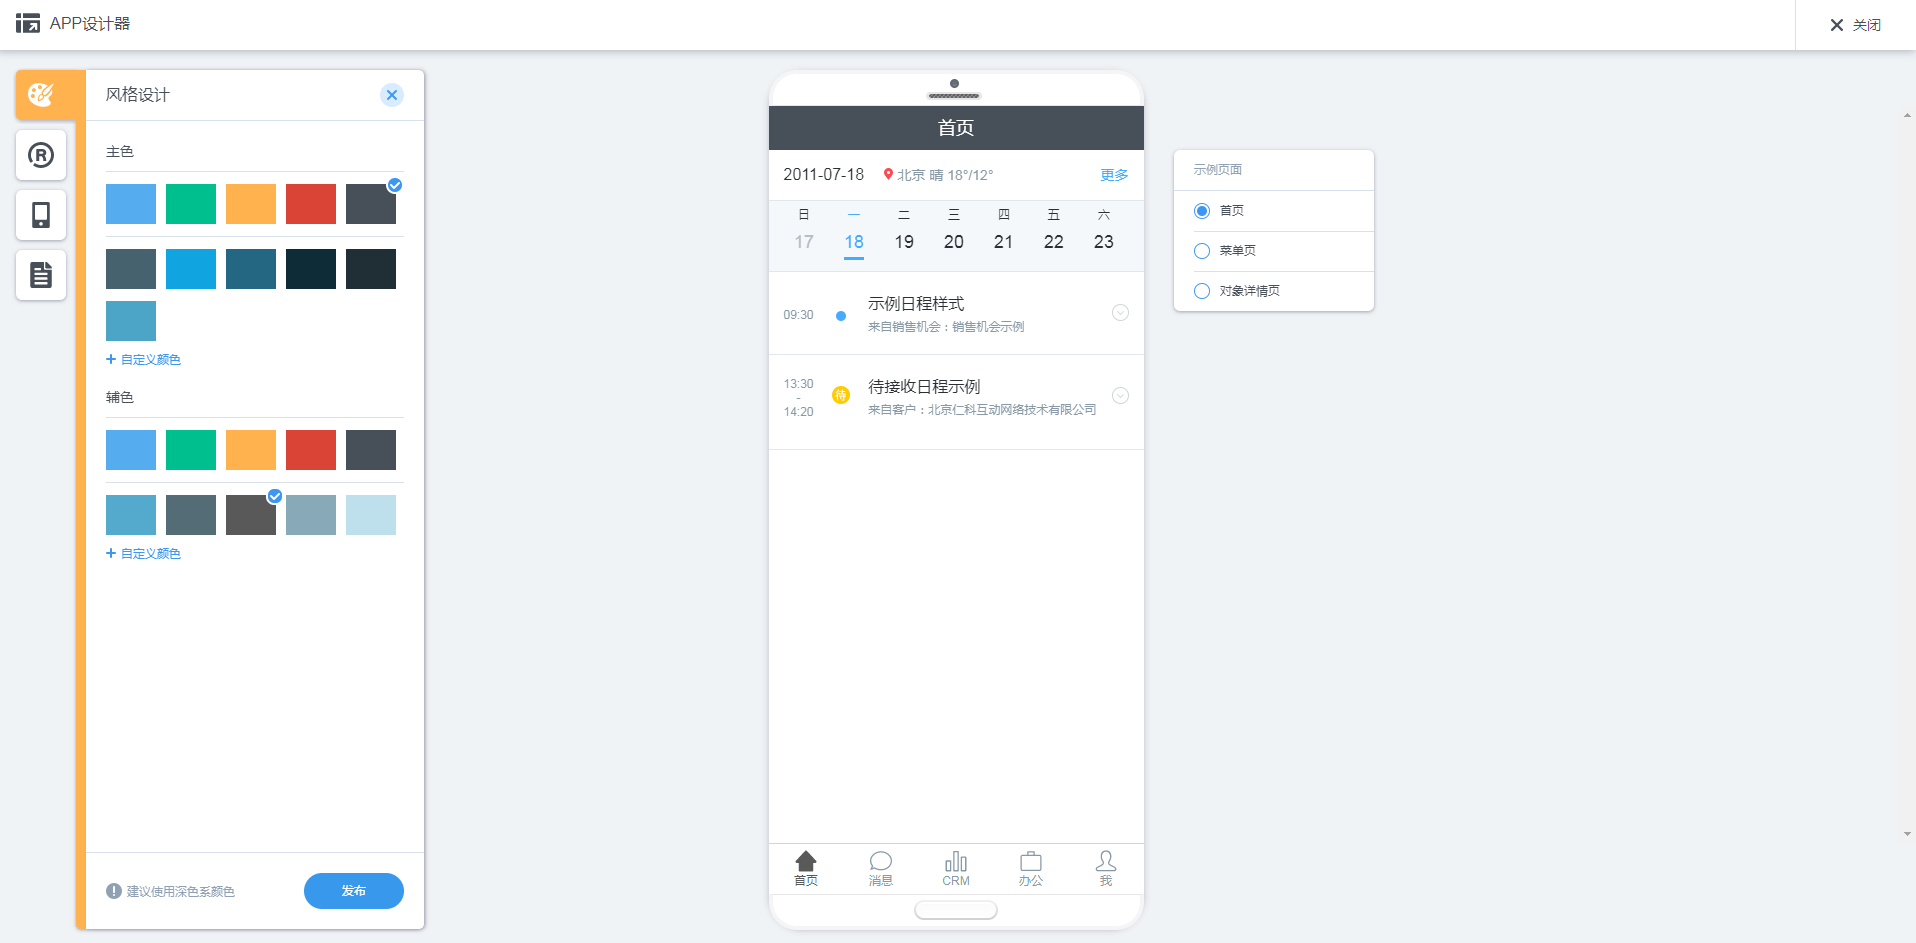 APP设计器
关闭
风格设计
主色
自定义颜色
辅色
自定义颜色
建议使用深色系颜色
发布
首页
2011-07-18 北京 晴 18°/12° 更多
日 一 二 三 四 五 六
17 18 19 20 21 22 23
示例日程样式
09:30
来自销售机会：销售机会示例
13:30
-
14:20
待
待接收日程示例
来自客户：北京仁科互动网络技术有限公司
首页 消息 CRM 办公 我
示例页面
首页
菜单页
对象详情页
R